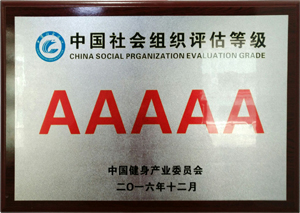 中国社会组织评估等级
CHINA SOCIAL PRGANIZATION EVALUATION GRADE
AAAAA
中国健身产业委员会
二〇一六年十二月